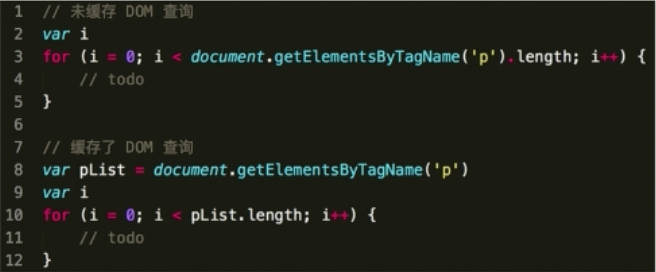 1 // 未缓存 DOM 查询
2 var i
3 for (i = 0; i < document.getElementsByTagName('p').length; i++) {
4     // todo
5 }
6
7 // 缓存了 DOM 查询
8 var pList = document.getElementsByTagName('p')
9 var i
10 for (i = 0; i < pList.length; i++) {
11     // todo
12 }